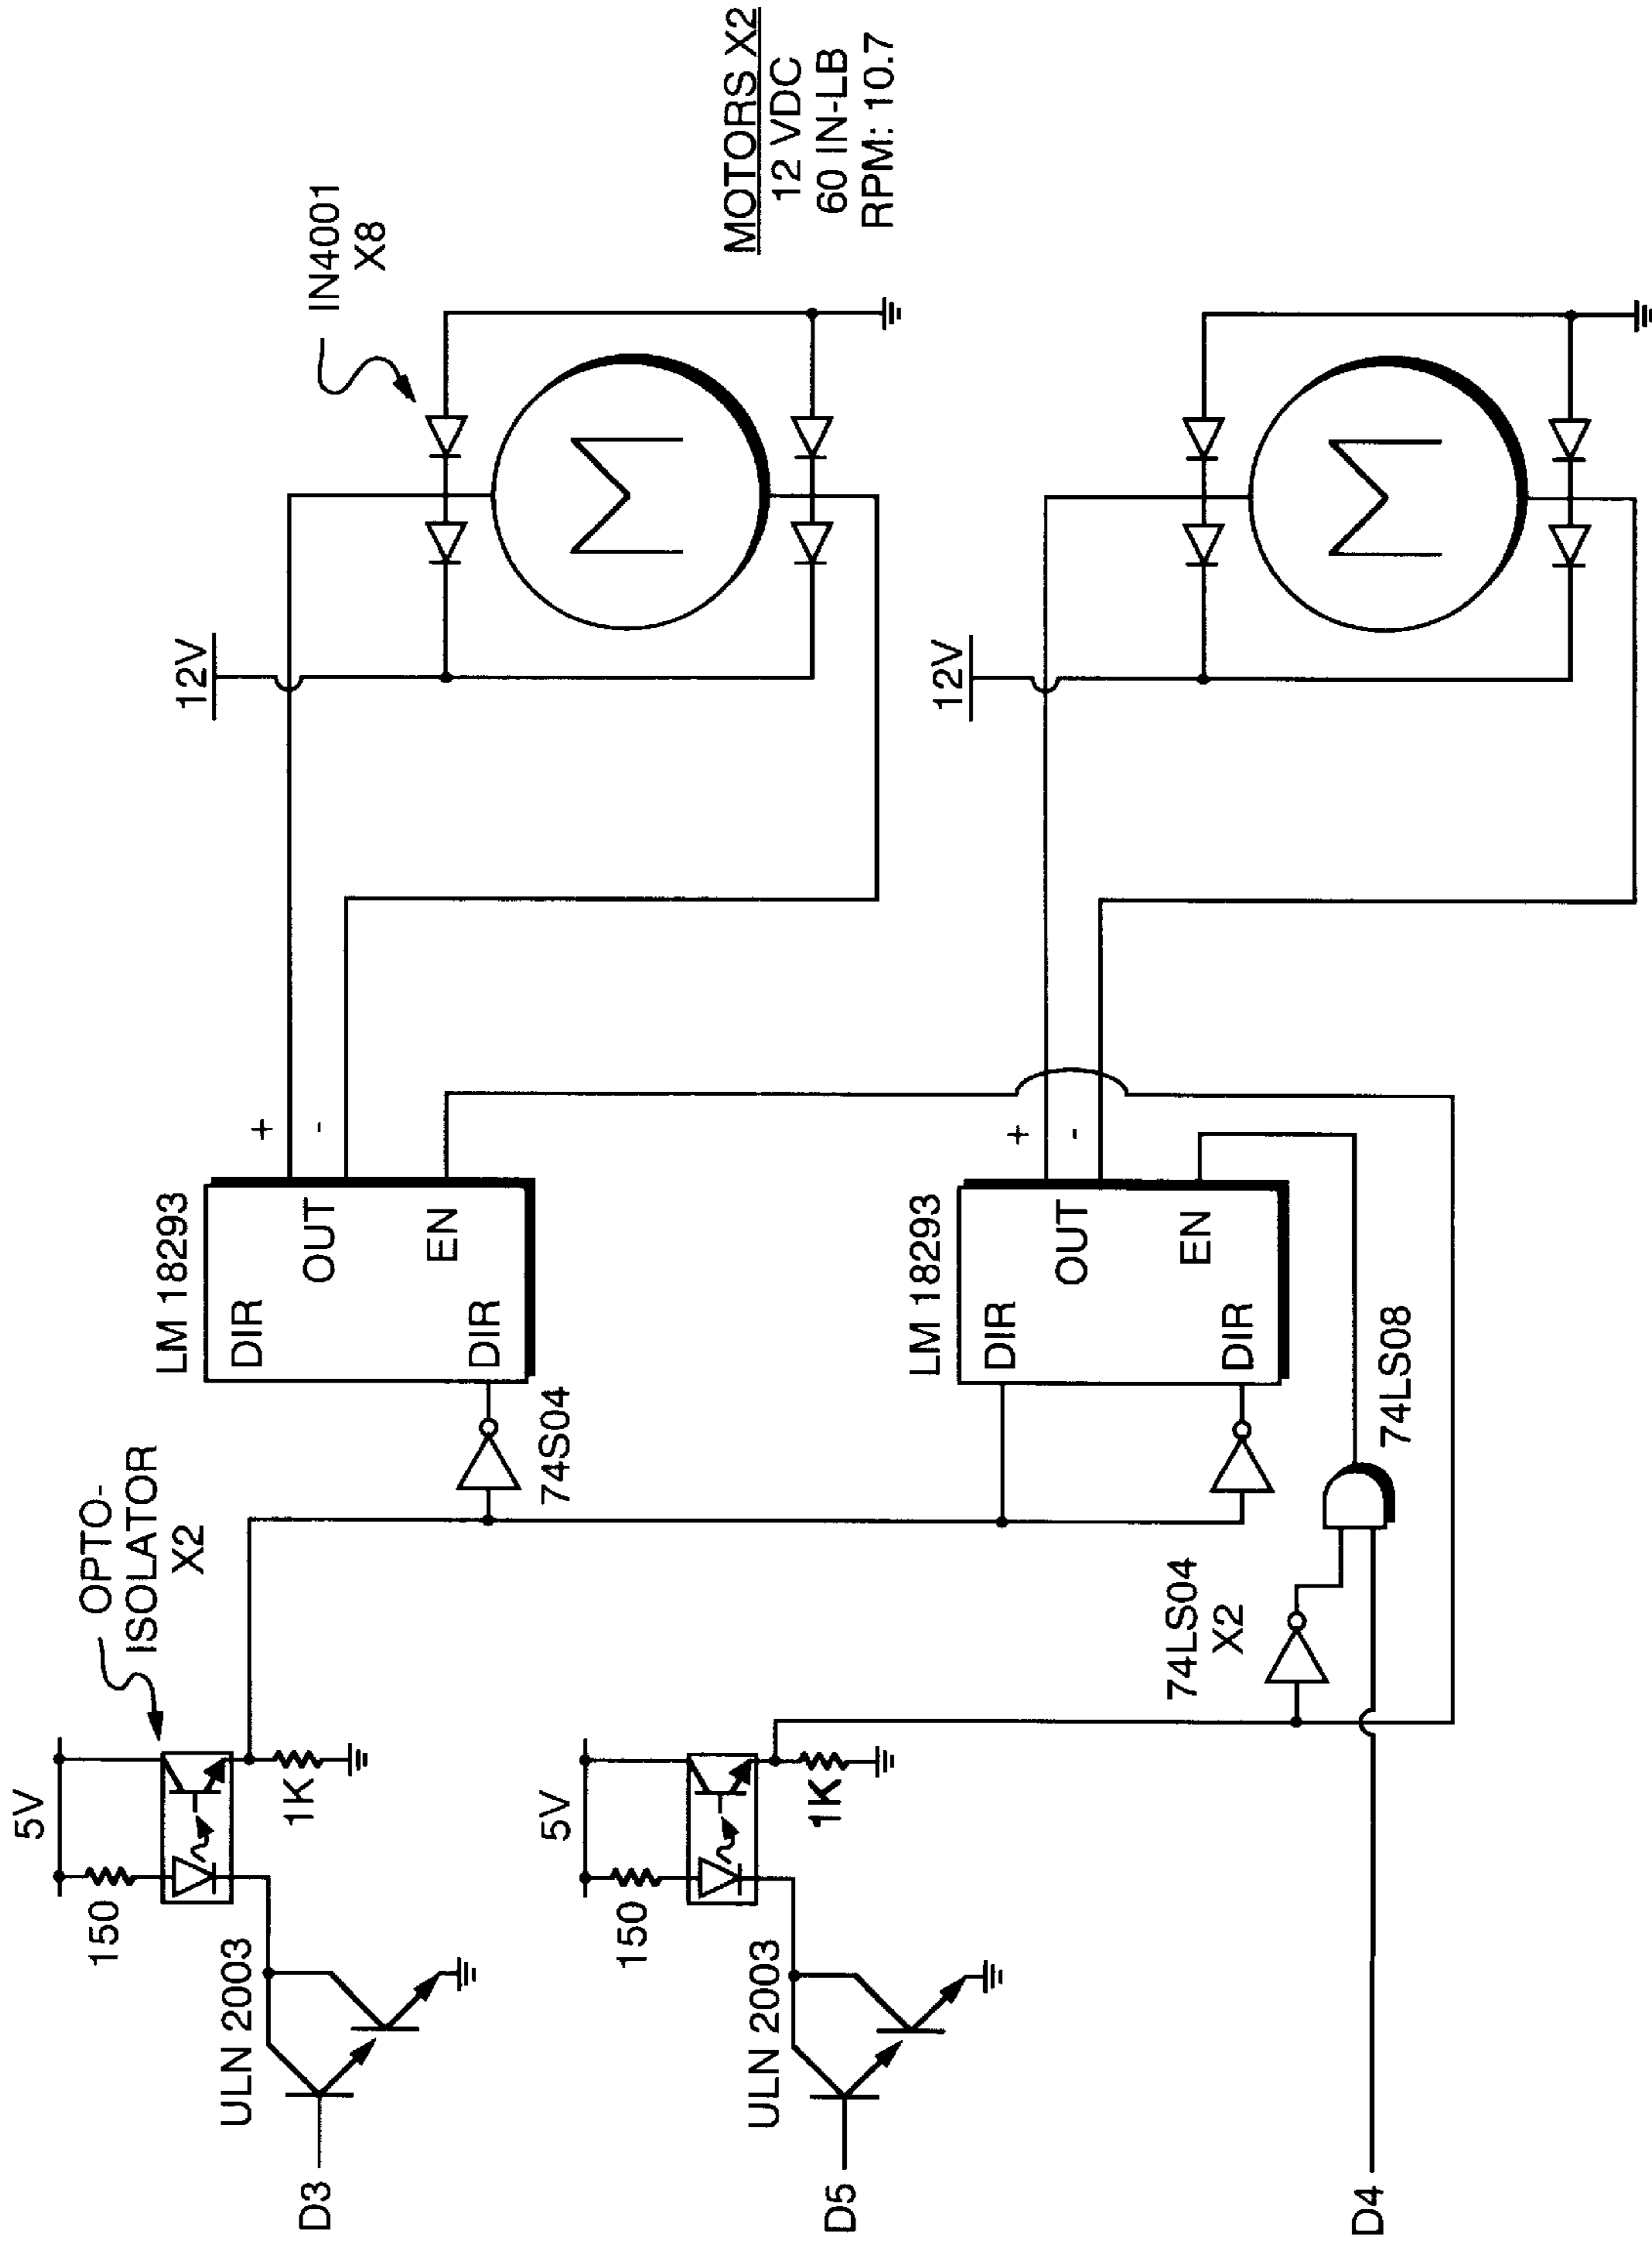 5V
150
OPTO-
ISOLATOR
X2
1K
ULN 2003
D3
LM 18293
DIR
OUT
EN
DIR
+
-
74S04
12V
IN4001
X8
MOTORS X2
12 VDC
60 IN-LB
RPM: 10.7
5V
150
1K
ULN 2003
D5
LM 18293
DIR
OUT
EN
DIR
+
-
12V
74LS04
X2
74LS08
D4